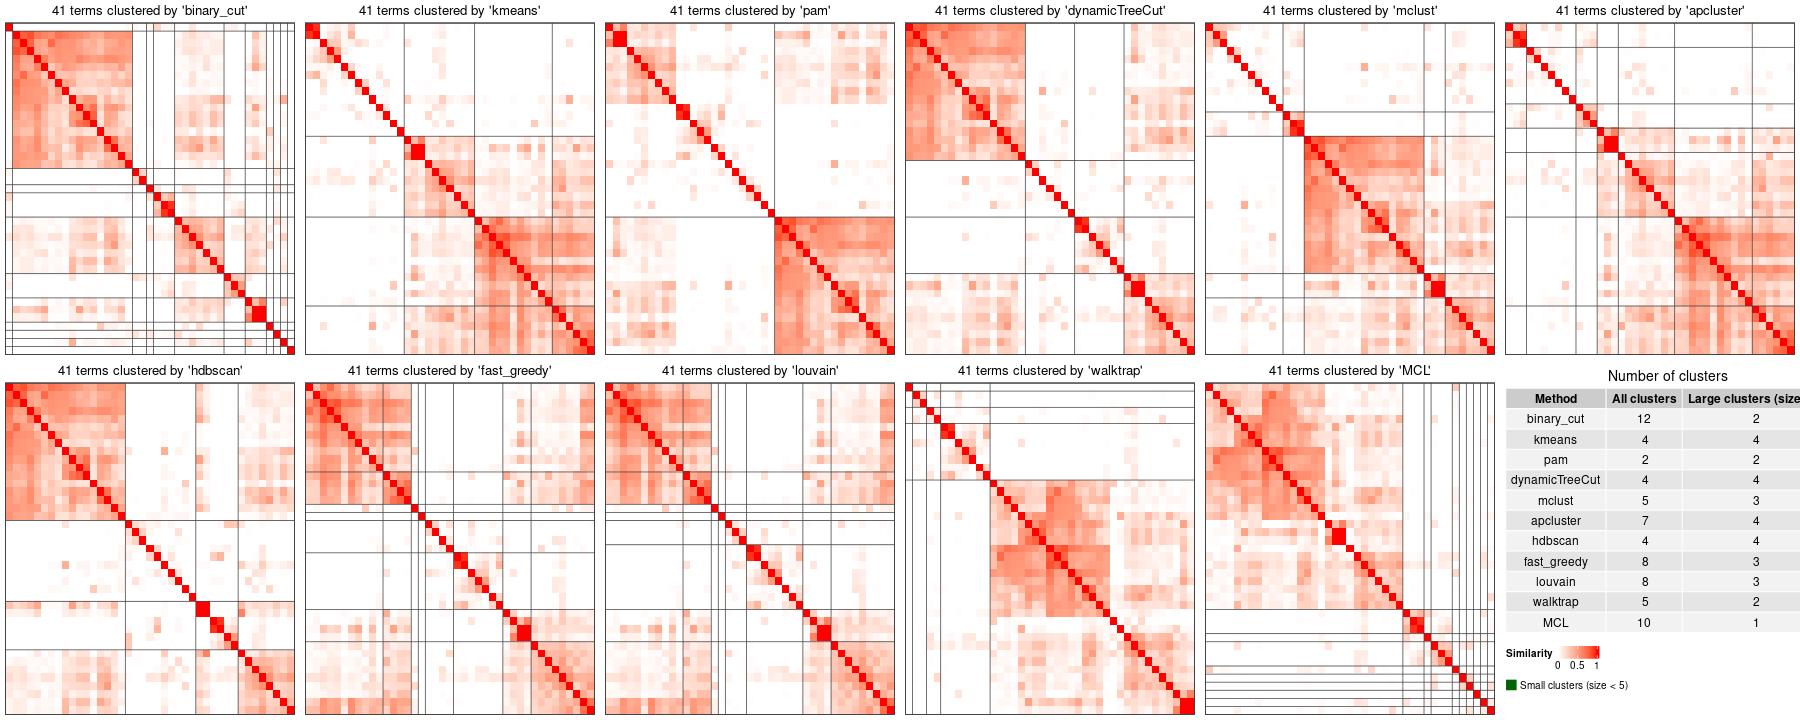 41 terms clustered by 'binary_cut'
41 terms clustered by 'kmeans'
41 terms clustered by 'pam'
41 terms clustered by 'dynamicTreeCut'
41 terms clustered by 'mclust'
41 terms clustered by 'apcluster'
41 terms clustered by 'hdbscan'
41 terms clustered by 'fast_greedy'
41 terms clustered by 'louvain'
41 terms clustered by 'walktrap'
41 terms clustered by 'MCL'
Number of clusters
Method All clusters Large clusters (size
binary_cut 12 2
kmeans 4 4
pam 2 2
dynamicTreeCut 4 4
mclust 5 3
apcluster 7 4
hdbscan 4 4
fast_greedy 8 3
louvain 8 3
walktrap 5 2
MCL 10 1
Similarity
0 0.5 1
Small clusters (size < 5)